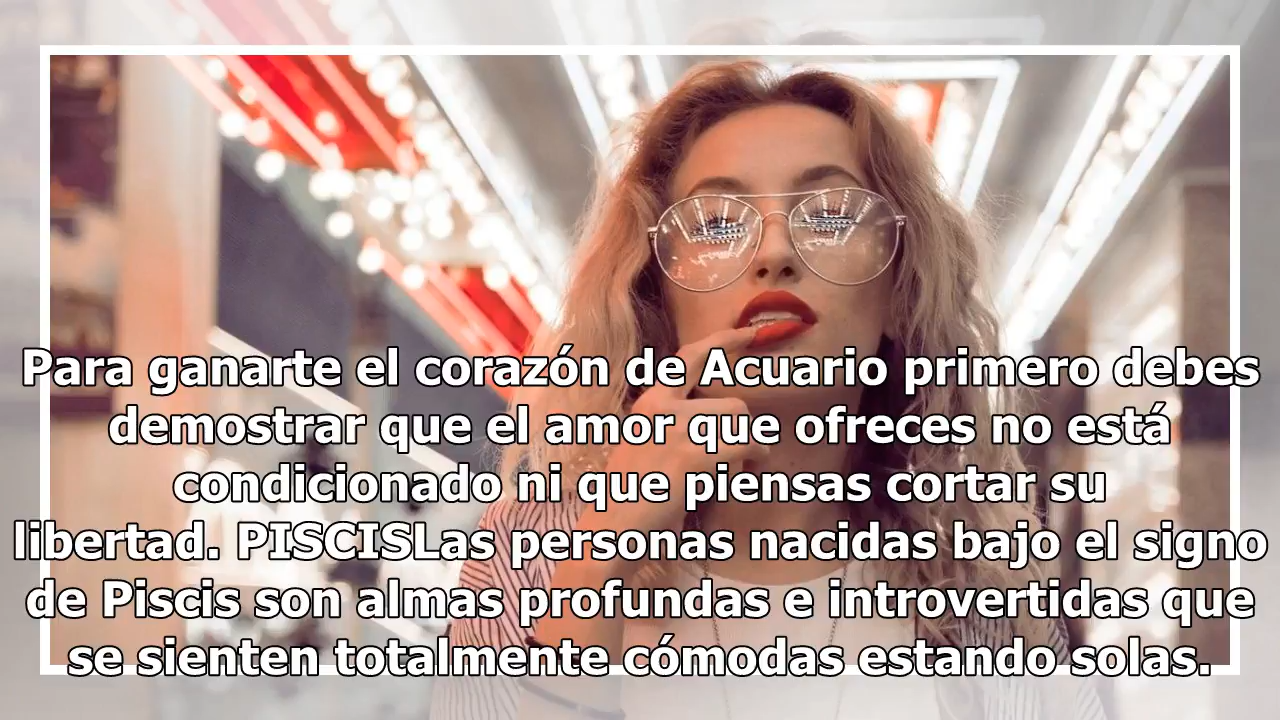 Para ganarte el corazón de Acuario primero debes
demostrar que el amor que ofreces no está
condicionado ni que piensas cortar su
libertad. PISCISLas personas nacidas bajo el signo
de Piscis son almas profundas e introvertidas que
se sienten totalmente cómodas estando solas.